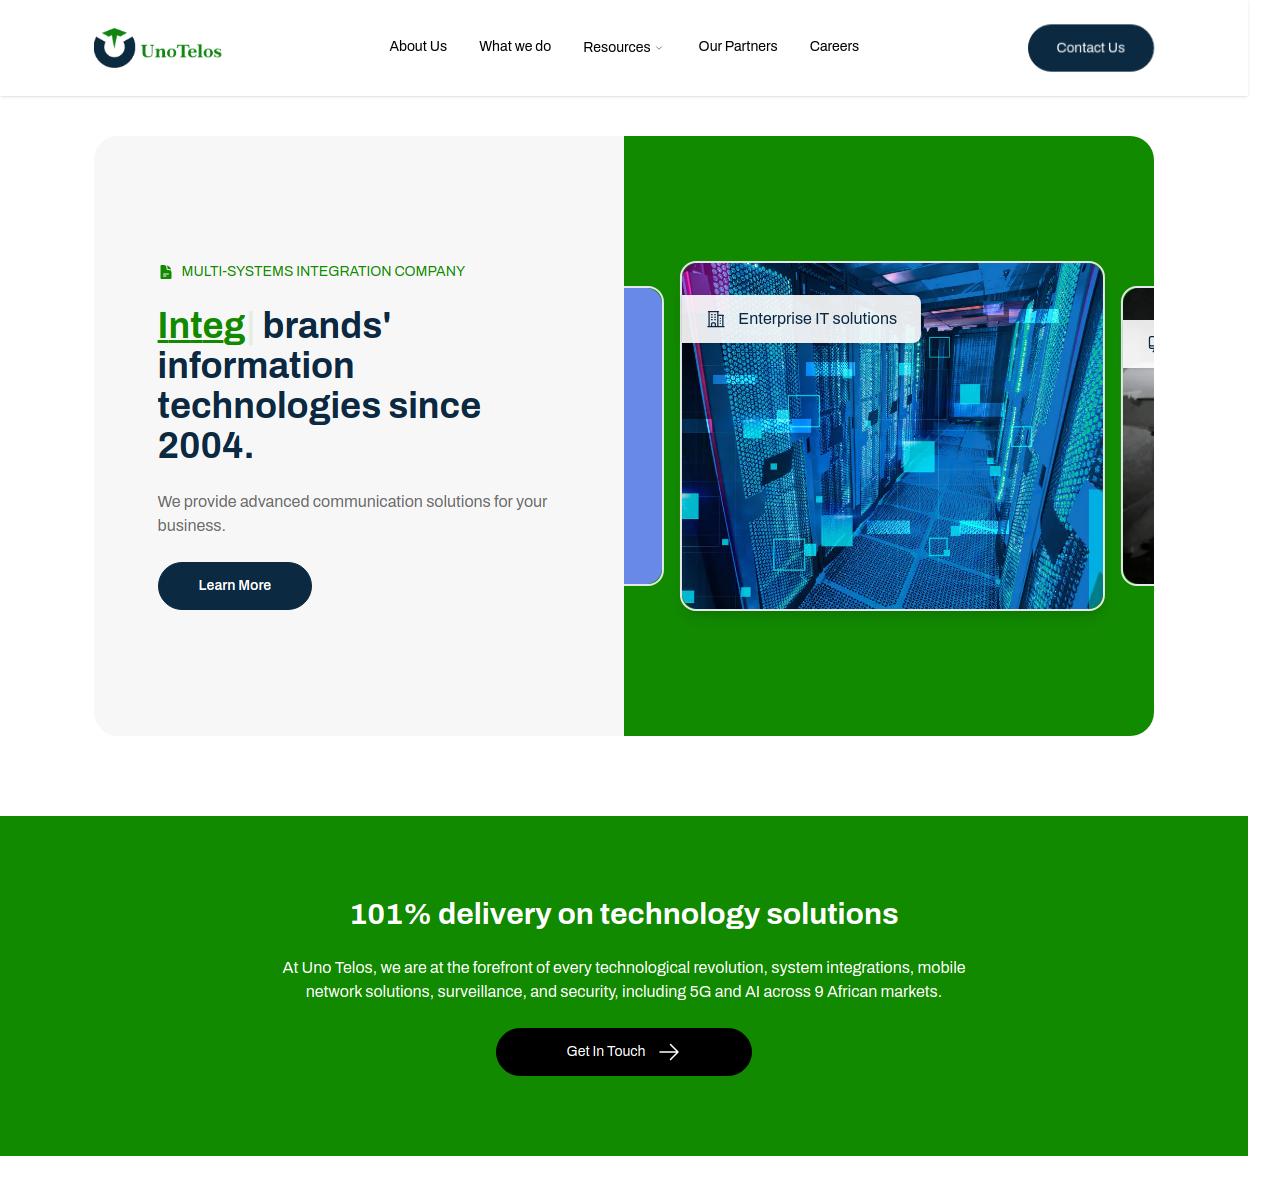 UnoTelos
About Us
What we do
Resources
Our Partners
Careers
Contact Us
MULTI-SYSTEMS INTEGRATION COMPANY
Integ| brands'
information
technologies since
2004.
We provide advanced communication solutions for your
business.
Learn More
Enterprise IT solutions
101% delivery on technology solutions
At Uno Telos, we are at the forefront of every technological revolution, system integrations, mobile
network solutions, surveillance, and security, including 5G and AI across 9 African markets.
Get In Touch